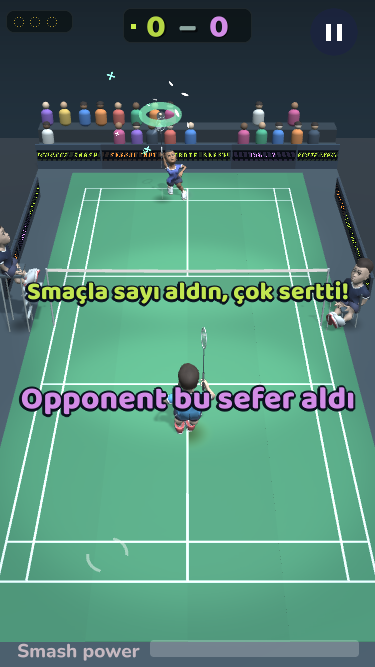 0 – 0
Smaçla sayı aldın, çok sertti!
Opponent bu sefer aldı
Smash power